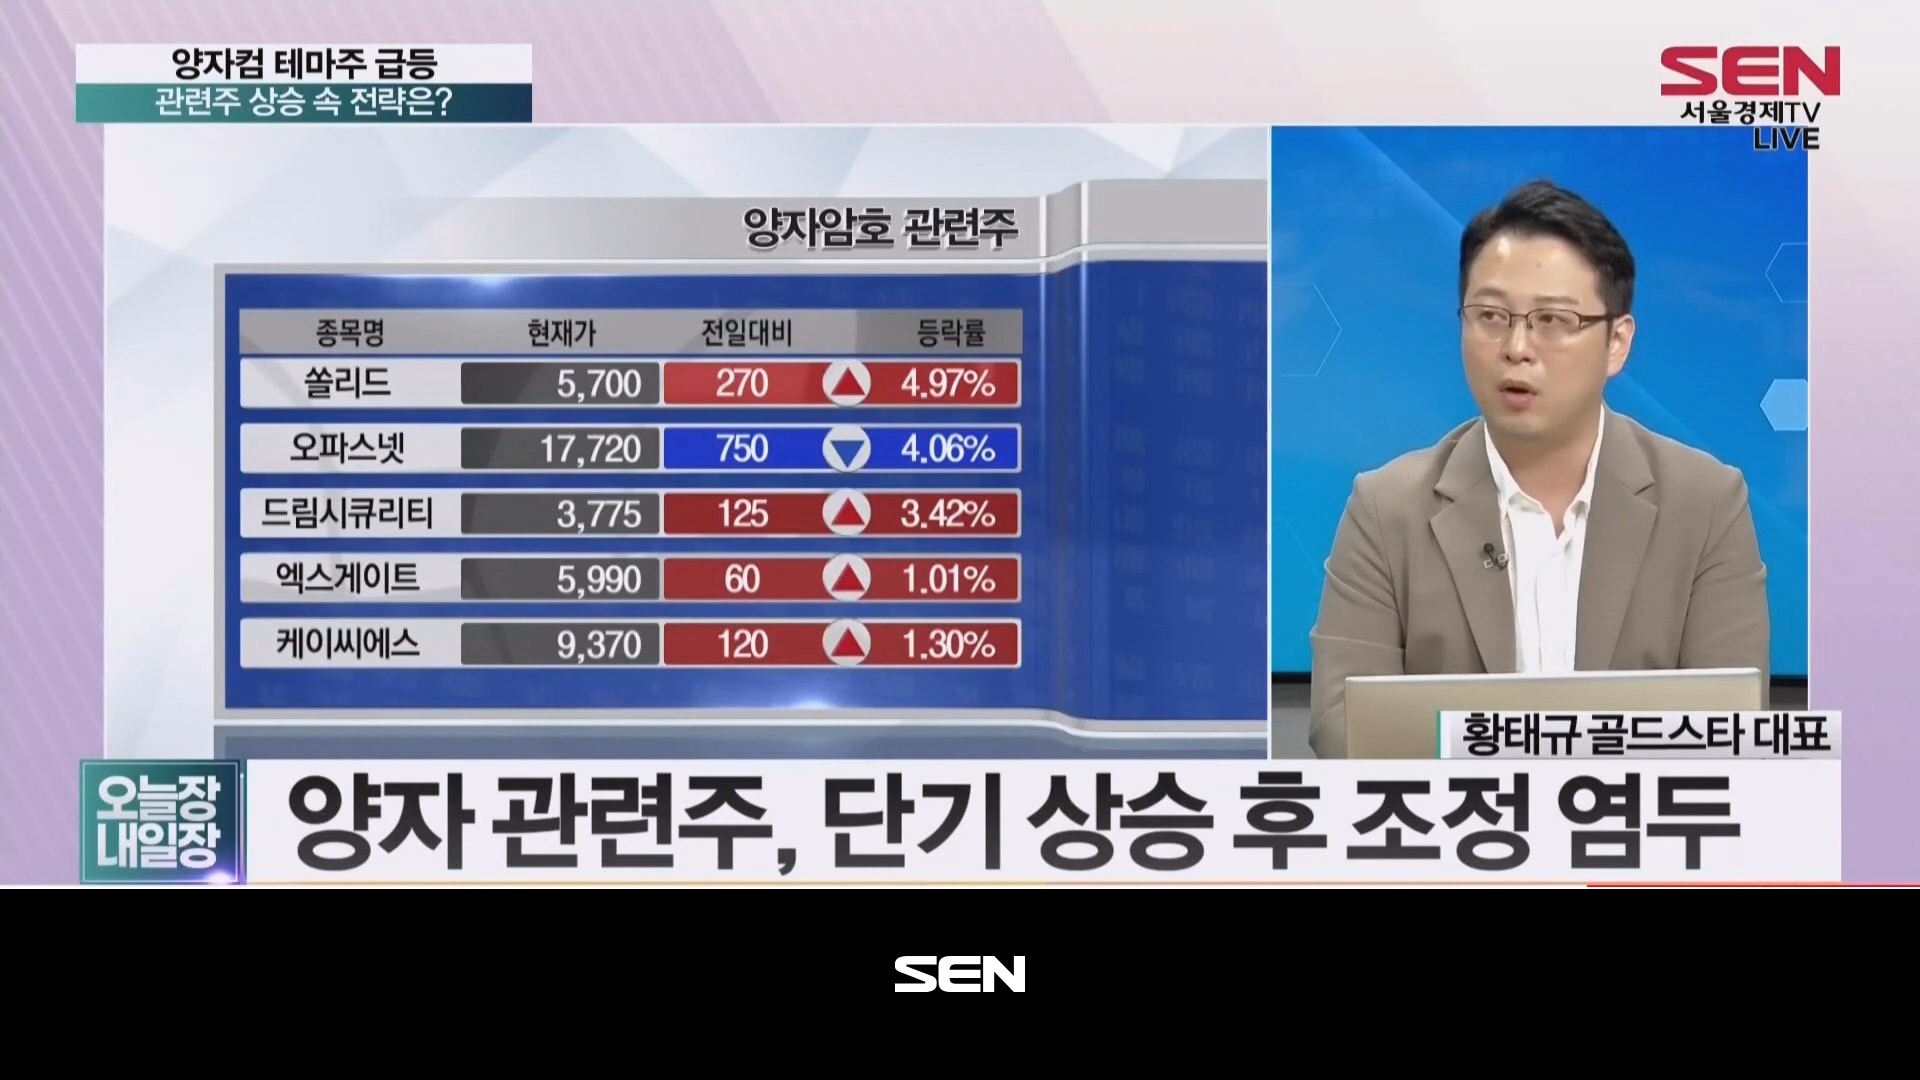 양자컴 테마주 급등
관련주 상승 속 전략은?
SEN
서울경제TV
LIVE
양자암호 관련주
종목명 현재가 전일대비 등락률
쏠리드 5,700 270 ▲ 4.97%
오파스넷 17,720 750 ▼ 4.06%
드림시큐리티 3,775 125 ▲ 3.42%
엑스게이트 5,990 60 ▲ 1.01%
케이씨에스 9,370 120 ▲ 1.30%
황태규 골드스타 대표
오늘장
내일장
양자 관련주, 단기 상승 후 조정 염두
SEN